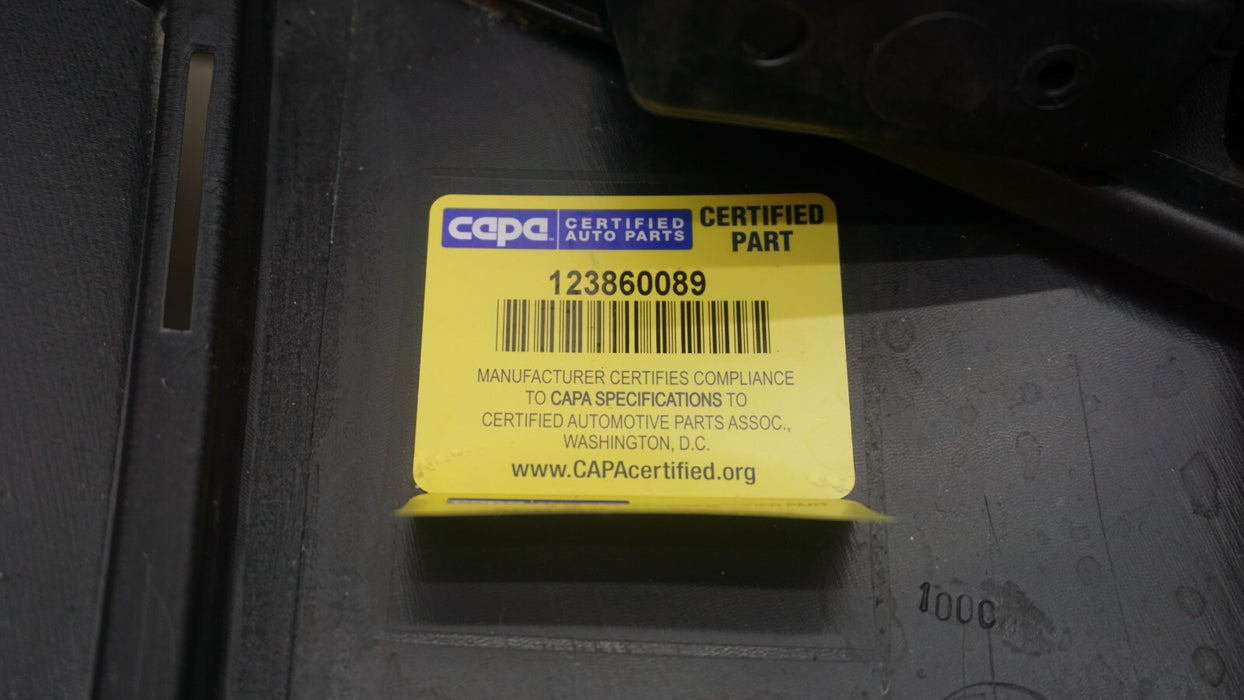 capa
CERTIFIED
AUTO PARTS
CERTIFIED
PART
123860089
MANUFACTURER CERTIFIES COMPLIANCE
TO CAPA SPECIFICATIONS TO
CERTIFIED AUTOMOTIVE PARTS ASSOC.,
WASHINGTON, D.C.
www.CAPAcertified.org
100C